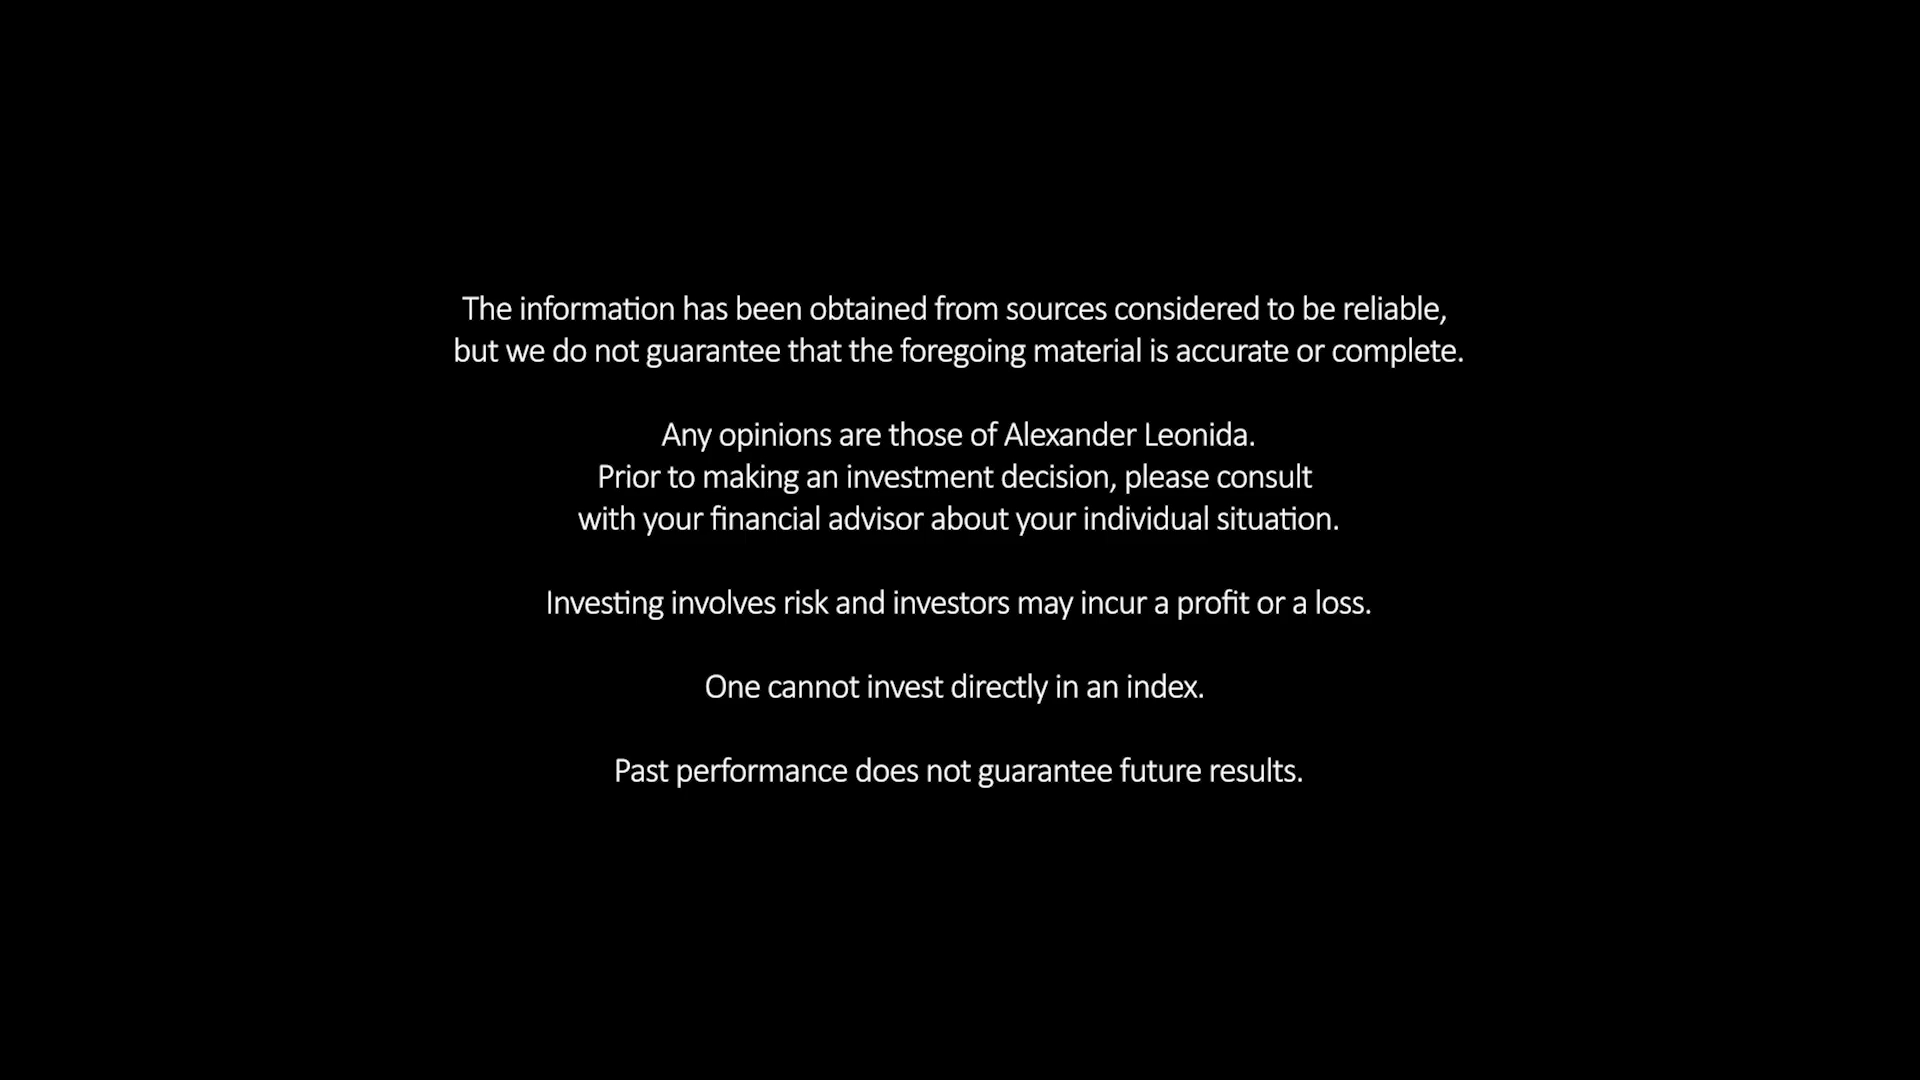 The information has been obtained from sources considered to be reliable,
but we do not guarantee that the foregoing material is accurate or complete.
Any opinions are those of Alexander Leonida.
Prior to making an investment decision, please consult
with your financial advisor about your individual situation.
Investing involves risk and investors may incur a profit or a loss.
One cannot invest directly in an index.
Past performance does not guarantee future results.